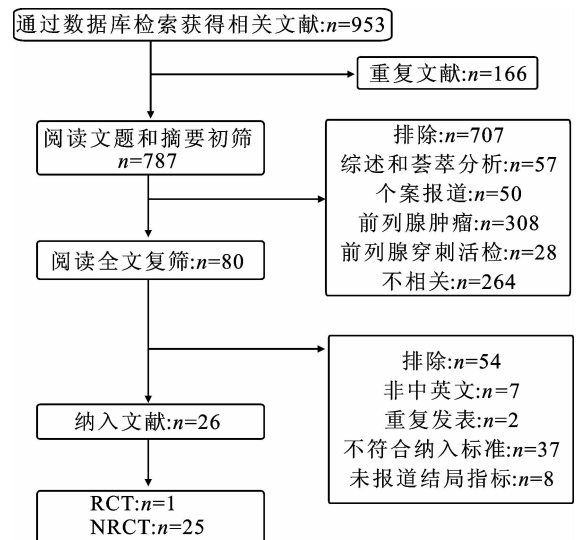 通过数据库检索获得相关文献:n=953
重复文献:n=166
阅读文题和摘要初筛
n=787
排除:n=707
综述和荟萃分析:n=57
个案报道:n=50
前列腺肿瘤:n=308
前列腺穿刺活检:n=28
不相关:n=264
阅读全文复筛:n=80
排除:n=54
非中英文:n=7
重复发表:n=2
不符合纳入标准:n=37
未报道结局指标:n=8
纳入文献:n=26
RCT:n=1
NRCT:n=25